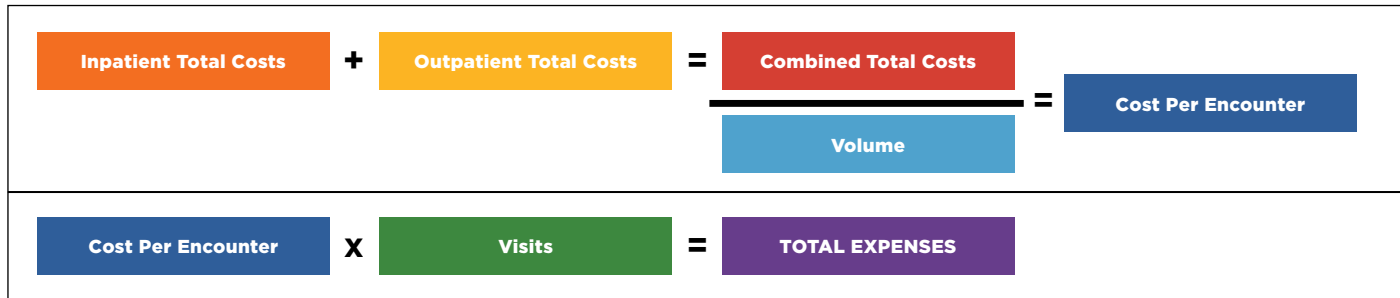 Inpatient Total Costs + Outpatient Total Costs = Combined Total Costs
Volume
= Cost Per Encounter
Cost Per Encounter x Visits = TOTAL EXPENSES